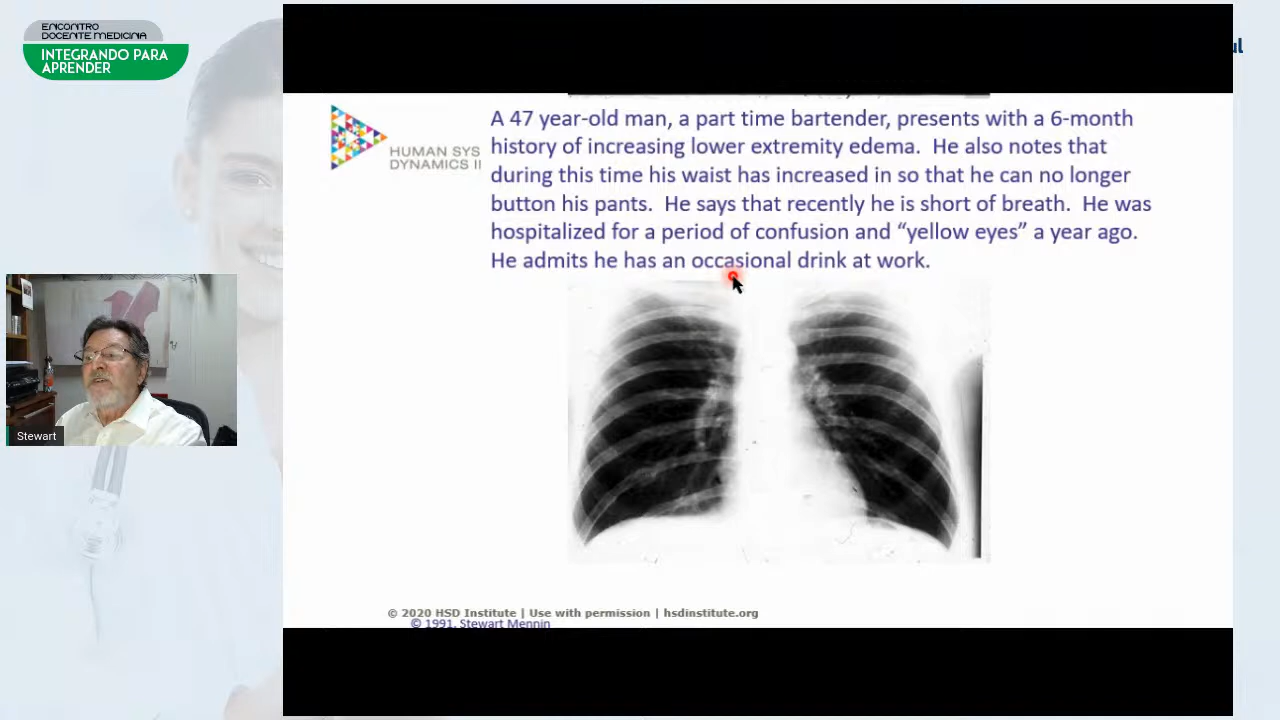 ENCONTRO
DOCENTE MEDICINA
INTEGRANDO PARA
APRENDER
ul
HUMAN SYS
DYNAMICS II
A 47 year-old man, a part time bartender, presents with a 6-month
history of increasing lower extremity edema. He also notes that
during this time his waist has increased in so that he can no longer
button his pants. He says that recently he is short of breath. He was
hospitalized for a period of confusion and “yellow eyes” a year ago.
He admits he has an occasional drink at work.
Stewart
© 2020 HSD Institute | Use with permission | hsdinstitute.org
© 1991, Stewart Mennin